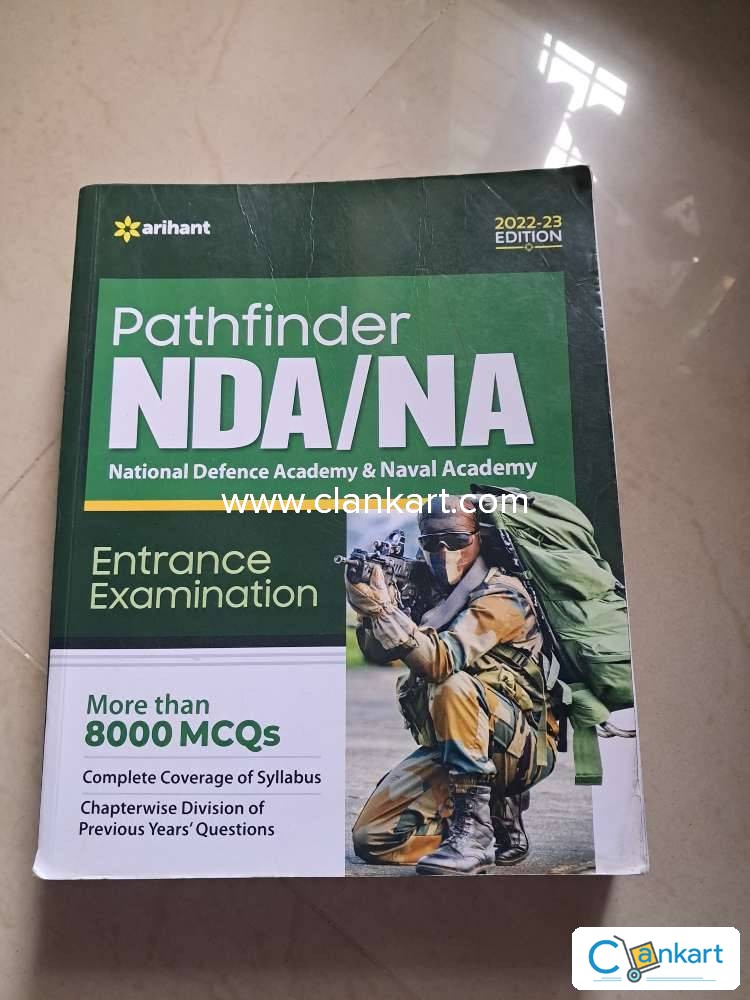 arihant
2022-23
EDITION
Pathfinder
NDA/NA
National Defence Academy & Naval Academy
www.clankart.com
Entrance
Examination
More than
8000 MCQs
Complete Coverage of Syllabus
Chapterwise Division of
Previous Years' Questions
Clankart